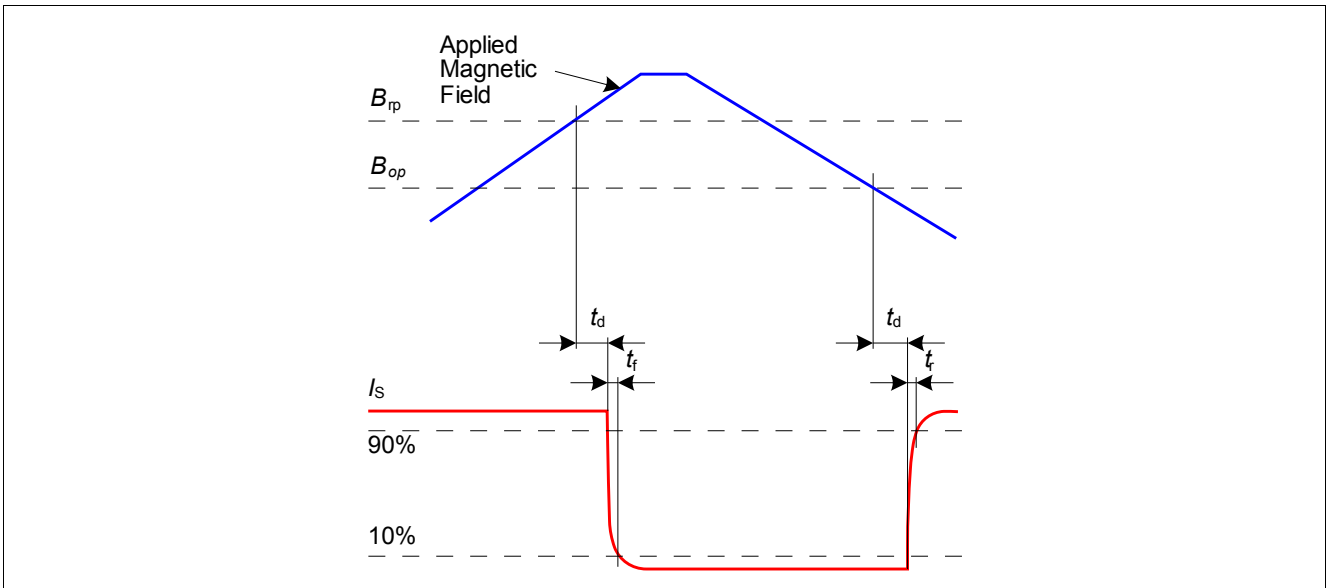 Applied
Magnetic
Field
Brp
Bop
td
td
tf
tr
IS
90%
10%